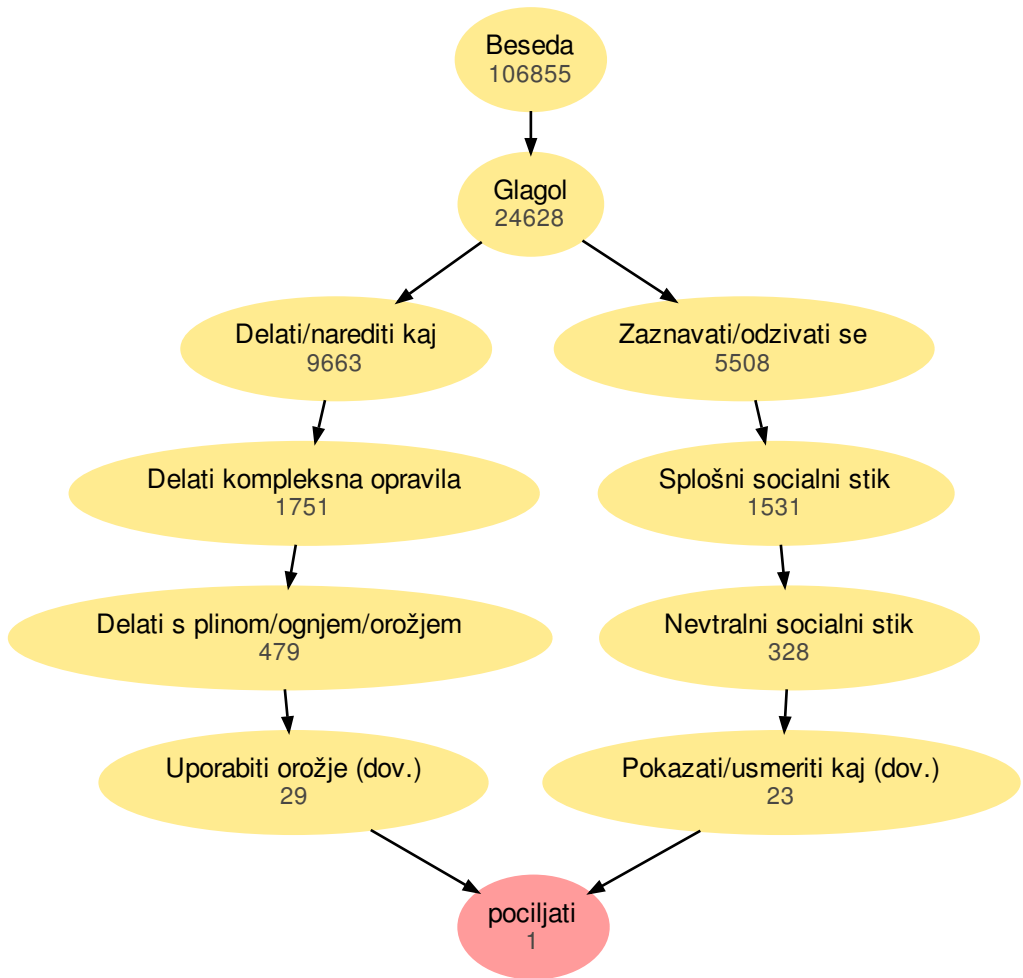 Beseda
106855
Glagol
24628
Delati/narediti kaj
9663
Zaznavati/odzivati se
5508
Delati kompleksna opravila
1751
Splošni socialni stik
1531
Delati s plinom/ognjem/orožjem
479
Nevtralni socialni stik
328
Uporabiti orožje (dov.)
29
Pokazati/usmeriti kaj (dov.)
23
pociljati
1